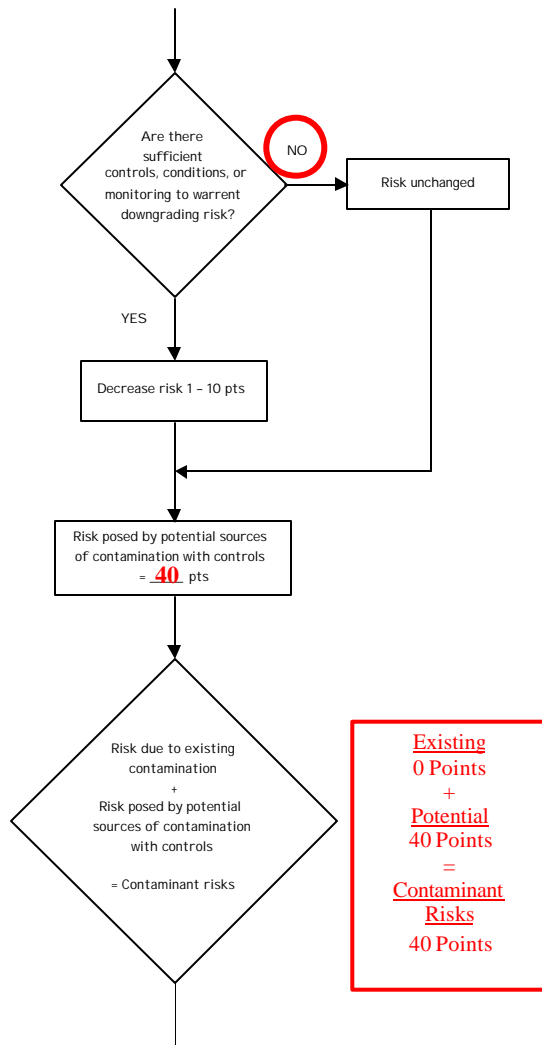 Are there
sufficient
controls, conditions, or
monitoring to warrent
downgrading risk?
NO
Risk unchanged
YES
Decrease risk 1 – 10 pts
Risk posed by potential sources
of contamination with controls
= 40 pts
Risk due to existing
contamination
+
Risk posed by potential
sources of contamination
with controls
= Contaminant risks
Existing
0 Points
+
Potential
40 Points
=
Contaminant
Risks
40 Points